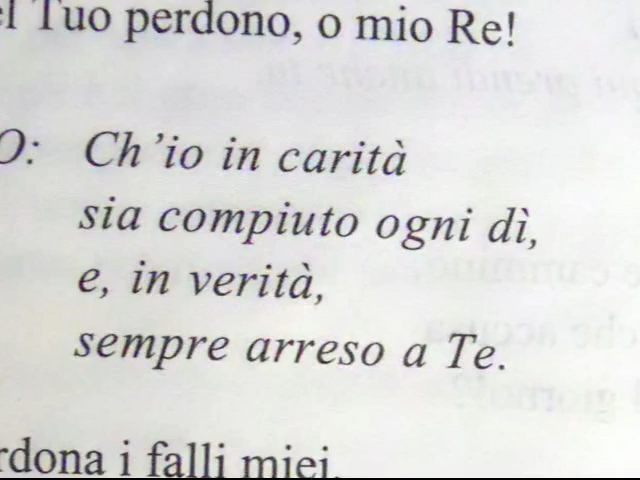 Tuo perdono, o mio Re!
O: Ch'io in carità
sia compiuto ogni dì,
e, in verità,
sempre arreso a Te.
i falli miei